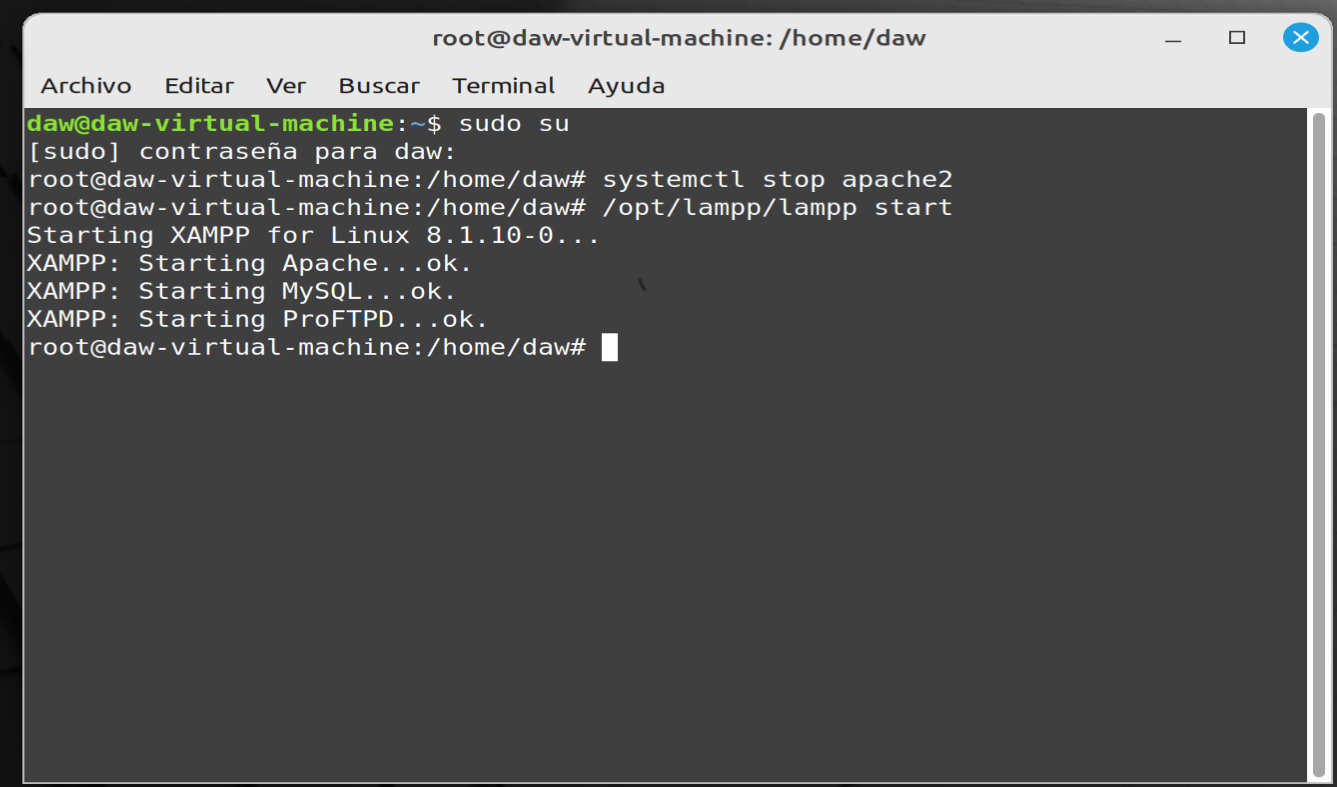 root@daw-virtual-machine: /home/daw
Archivo Editar Ver Buscar Terminal Ayuda
daw@daw-virtual-machine:~$ sudo su
[sudo] contraseña para daw:
root@daw-virtual-machine:/home/daw# systemctl stop apache2
root@daw-virtual-machine:/home/daw# /opt/lampp/lampp start
Starting XAMPP for Linux 8.1.10-0...
XAMPP: Starting Apache...ok.
XAMPP: Starting MySQL...ok.
XAMPP: Starting ProFTPD...ok.
root@daw-virtual-machine:/home/daw#